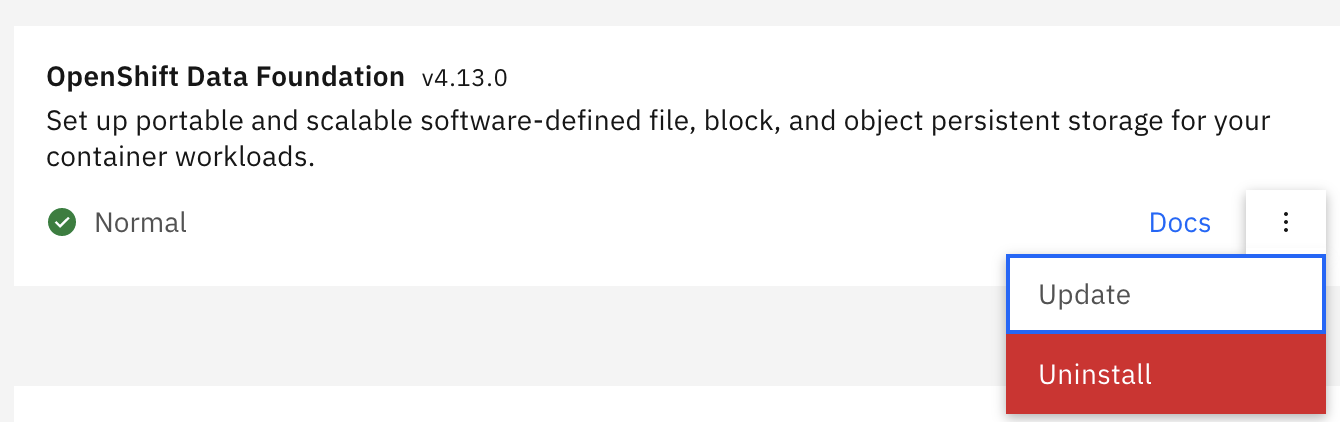 OpenShift Data Foundation v4.13.0
Set up portable and scalable software-defined file, block, and object persistent storage for your
container workloads.
Normal
Docs
Update
Uninstall